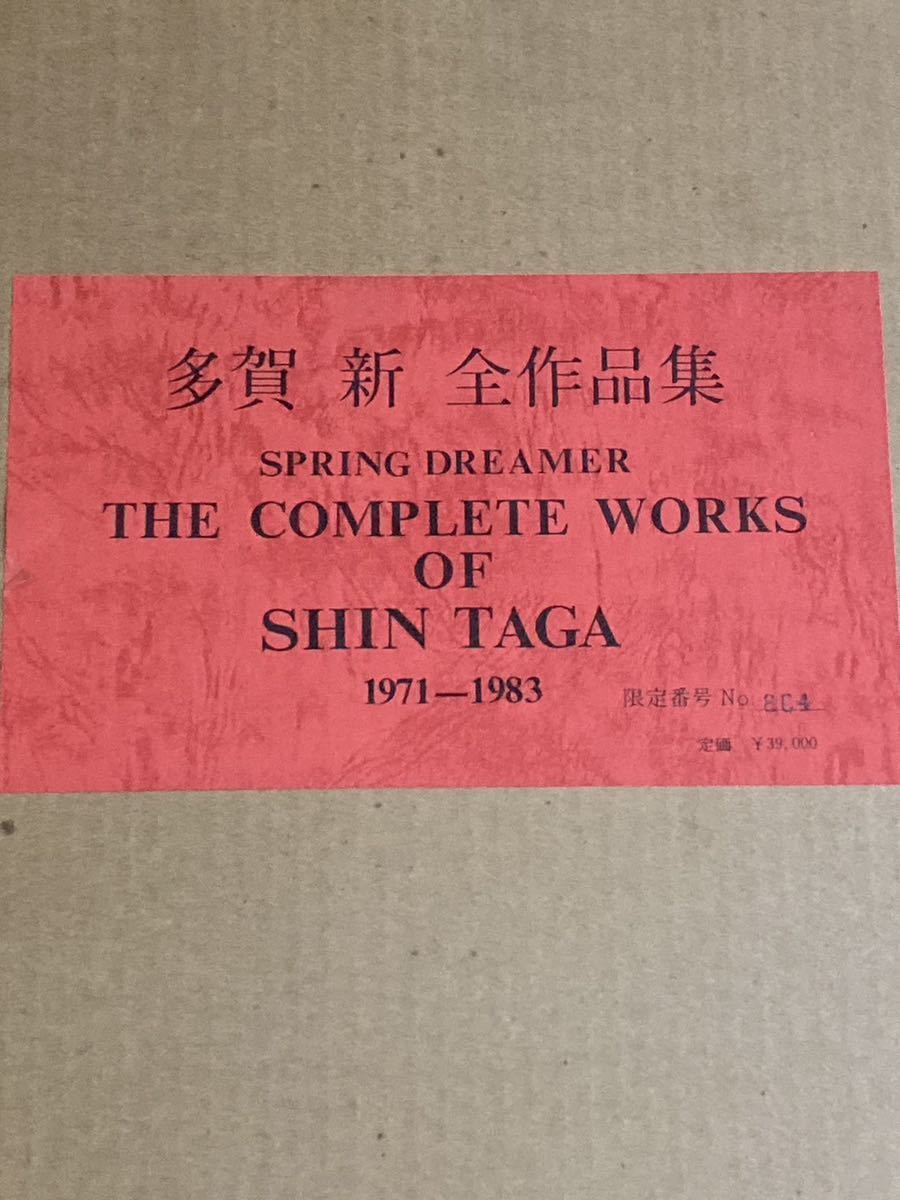 多賀 新 全作品集
SPRING DREAMER
THE COMPLETE WORKS
OF
SHIN TAGA
1971—1983
限定番号 No.
定価 ¥39,000